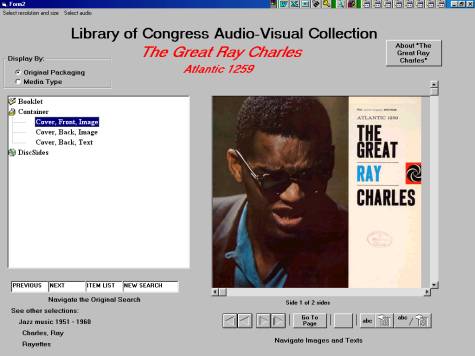 Form2
Select resolution and size   Select audio
Library of Congress Audio-Visual Collection
The Great Ray Charles
Atlantic 1259
About "The
Great Ray
Charles"
Display By:
Original Packaging
Media Type
Booklet
Container
Cover, Front, Image
Cover, Back, Image
Cover, Back, Text
DiscSides
ATLANTIC 1259
THE
GREAT
RAY
CHARLES
PREVIOUS   NEXT   ITEM LIST   NEW SEARCH
Navigate the Original Search
Side 1 of 2 sides
See other selections:
Jazz music 1951 - 1960
Charles, Ray
Rayettes
Go To
Page
abc   abc /
Navigate Images and Texts